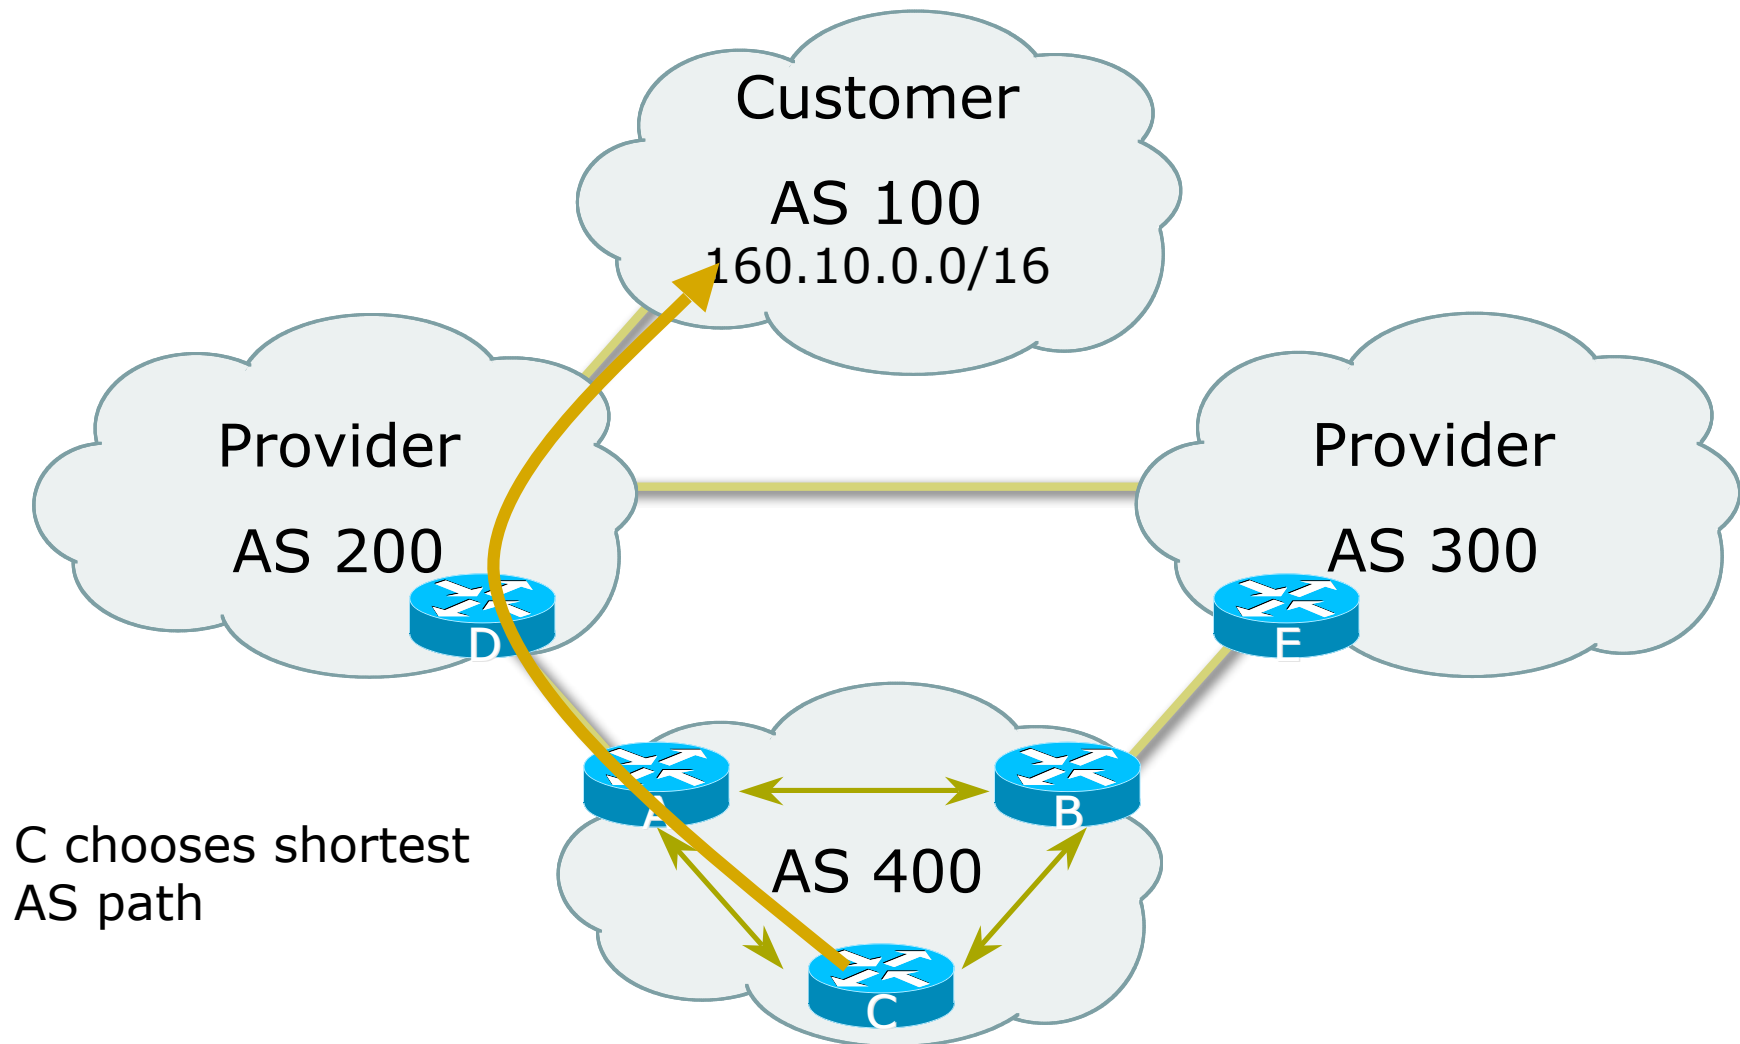 Customer
AS 100
160.10.0.0/16
Provider
AS 200
Provider
AS 300
D
E
A
B
AS 400
C
C chooses shortest
AS path